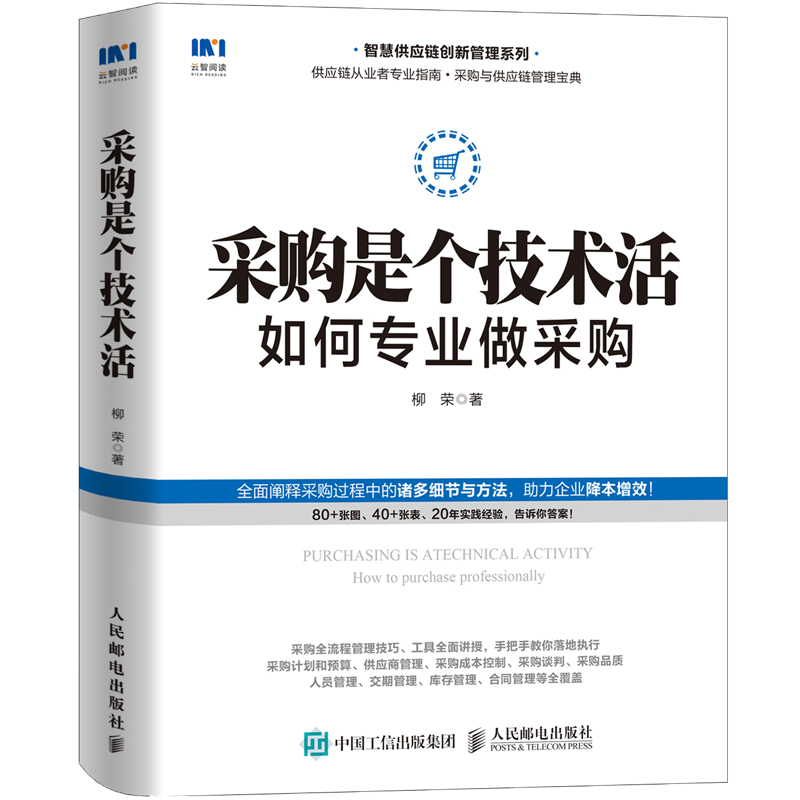 云智阅读
RICH READING
采购是个技术活
柳 荣◎著
人民邮电出版社
云智阅读
RICH READING
·智慧供应链创新管理系列·
供应链从业者专业指南·采购与供应链管理宝典
采购是个技术活
如何专业做采购
柳 荣◎著
全面阐释采购过程中的诸多细节与方法，助力企业降本增效！
80+张图、40+张表、20年实践经验，告诉你答案！
PURCHASING IS ATECHNICAL ACTIVITY
How to purchase professionally
采购全流程管理技巧、工具全面讲授，手把手教你落地执行
采购计划和预算、供应商管理、采购成本控制、采购谈判、采购品质
人员管理、交期管理、库存管理、合同管理等全覆盖
中国工信出版集团
人民邮电出版社
POSTS & TELECOM PRESS